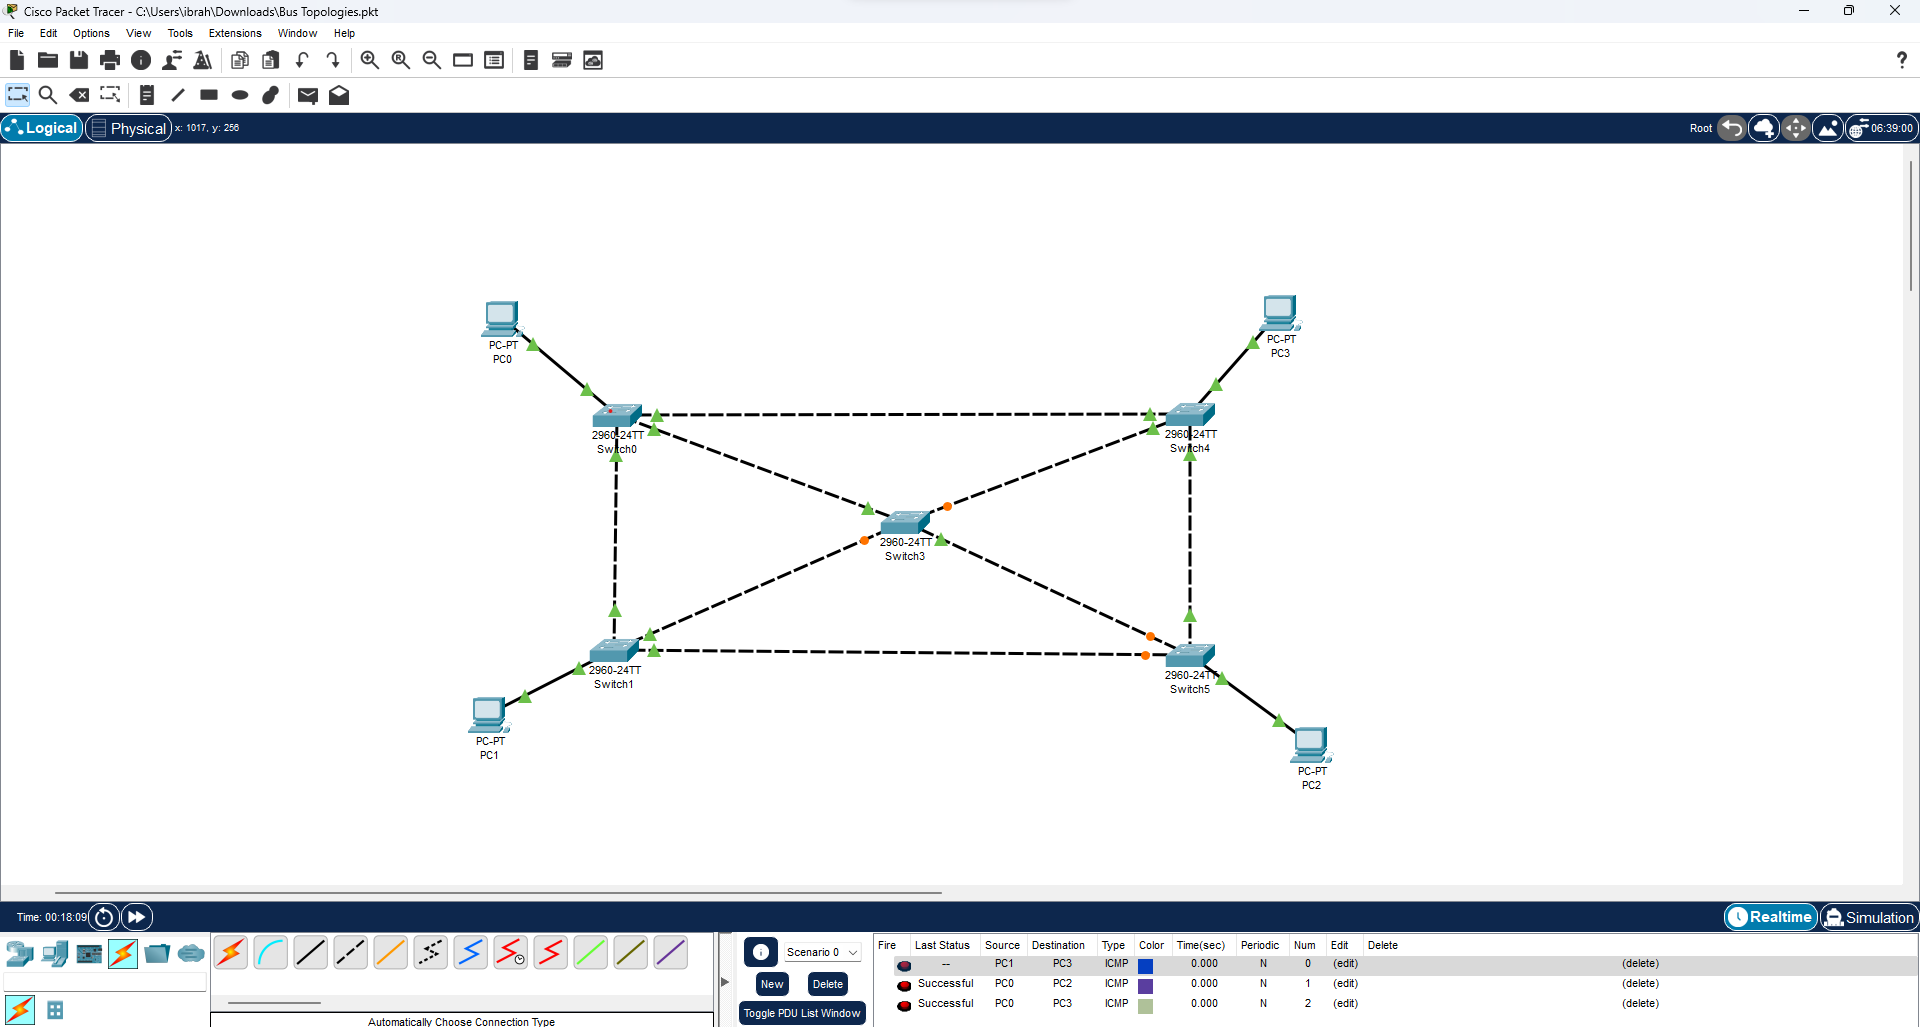 Cisco Packet Tracer - C:\Users\ibrah\Downloads\Bus Topologies.pkt
File Edit Options View Tools Extensions Window Help
?
Logical Physical x: 1017, y: 256 Root 06:39:00
PC-PT
PC0
PC-PT
PC3
2960-24TT
Switch0
2960-24TT
Switch4
2960-24TT
Switch3
2960-24TT
Switch1
2960-24TT
Switch5
PC-PT
PC1
PC-PT
PC2
Time: 00:18:09 Realtime Simulation
Scenario 0
New Delete
Toggle PDU List Window
Automatically Choose Connection Type
Fire Last Status Source Destination Type Color Time(sec) Periodic Num Edit Delete
-- PC1 PC3 ICMP 0.000 N 0 (edit) (delete)
Successful PC0 PC2 ICMP 0.000 N 1 (edit) (delete)
Successful PC0 PC3 ICMP 0.000 N 2 (edit) (delete)